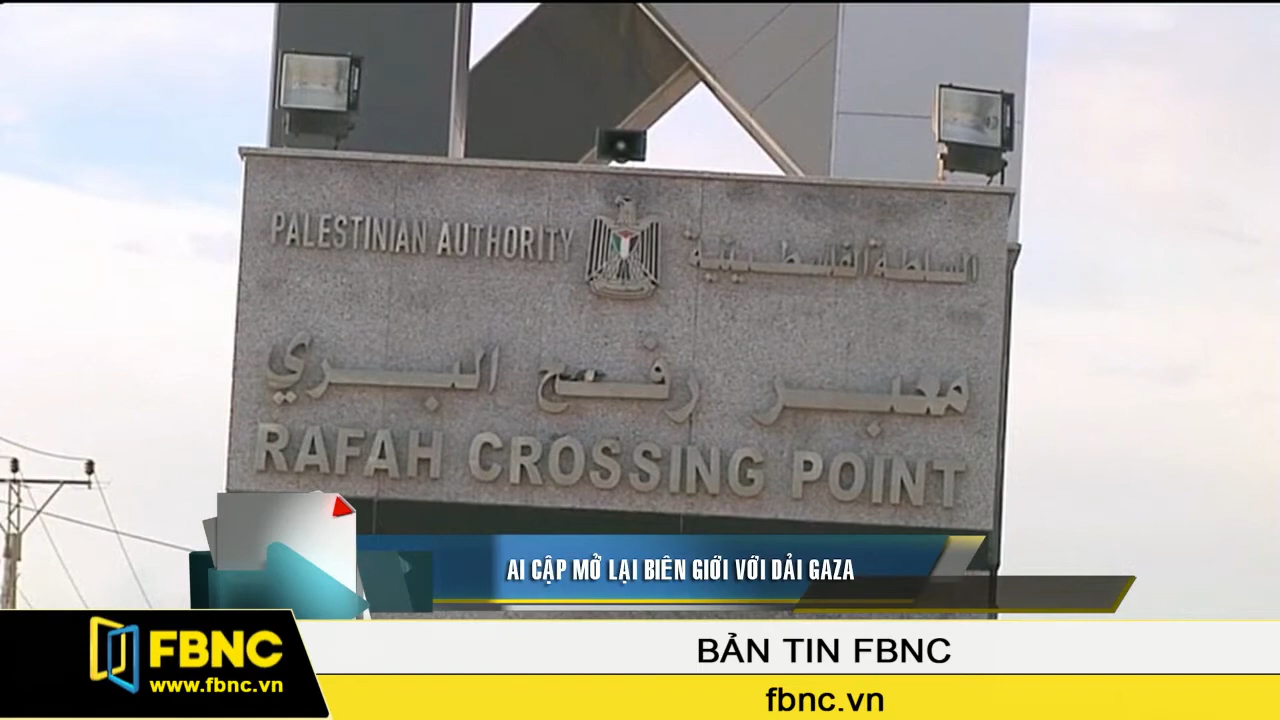 PALESTINIAN AUTHORITY
السلطة الفلسطينية
معبر رفح البري
RAFAH CROSSING POINT
AI CẬP MỞ LẠI BIÊN GIỚI VỚI DẢI GAZA
BẢN TIN FBNC
FBNC
www.fbnc.vn
fbnc.vn